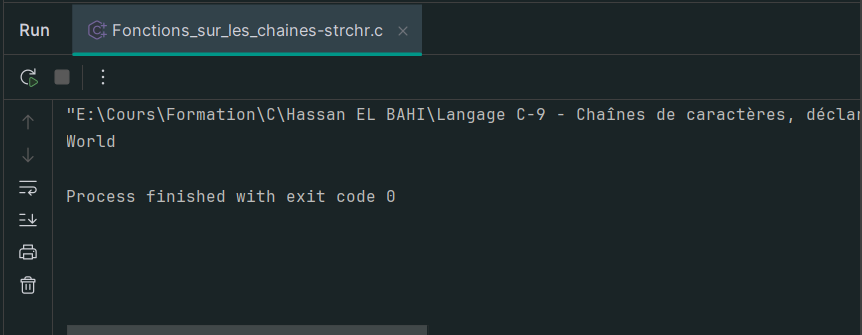 Run Fonctions_sur_les_chaines-strchr.c
"E:\Cours\Formation\C\Hassan EL BAHI\Langage C-9 - Chaînes de caractères,
World
Process finished with exit code 0